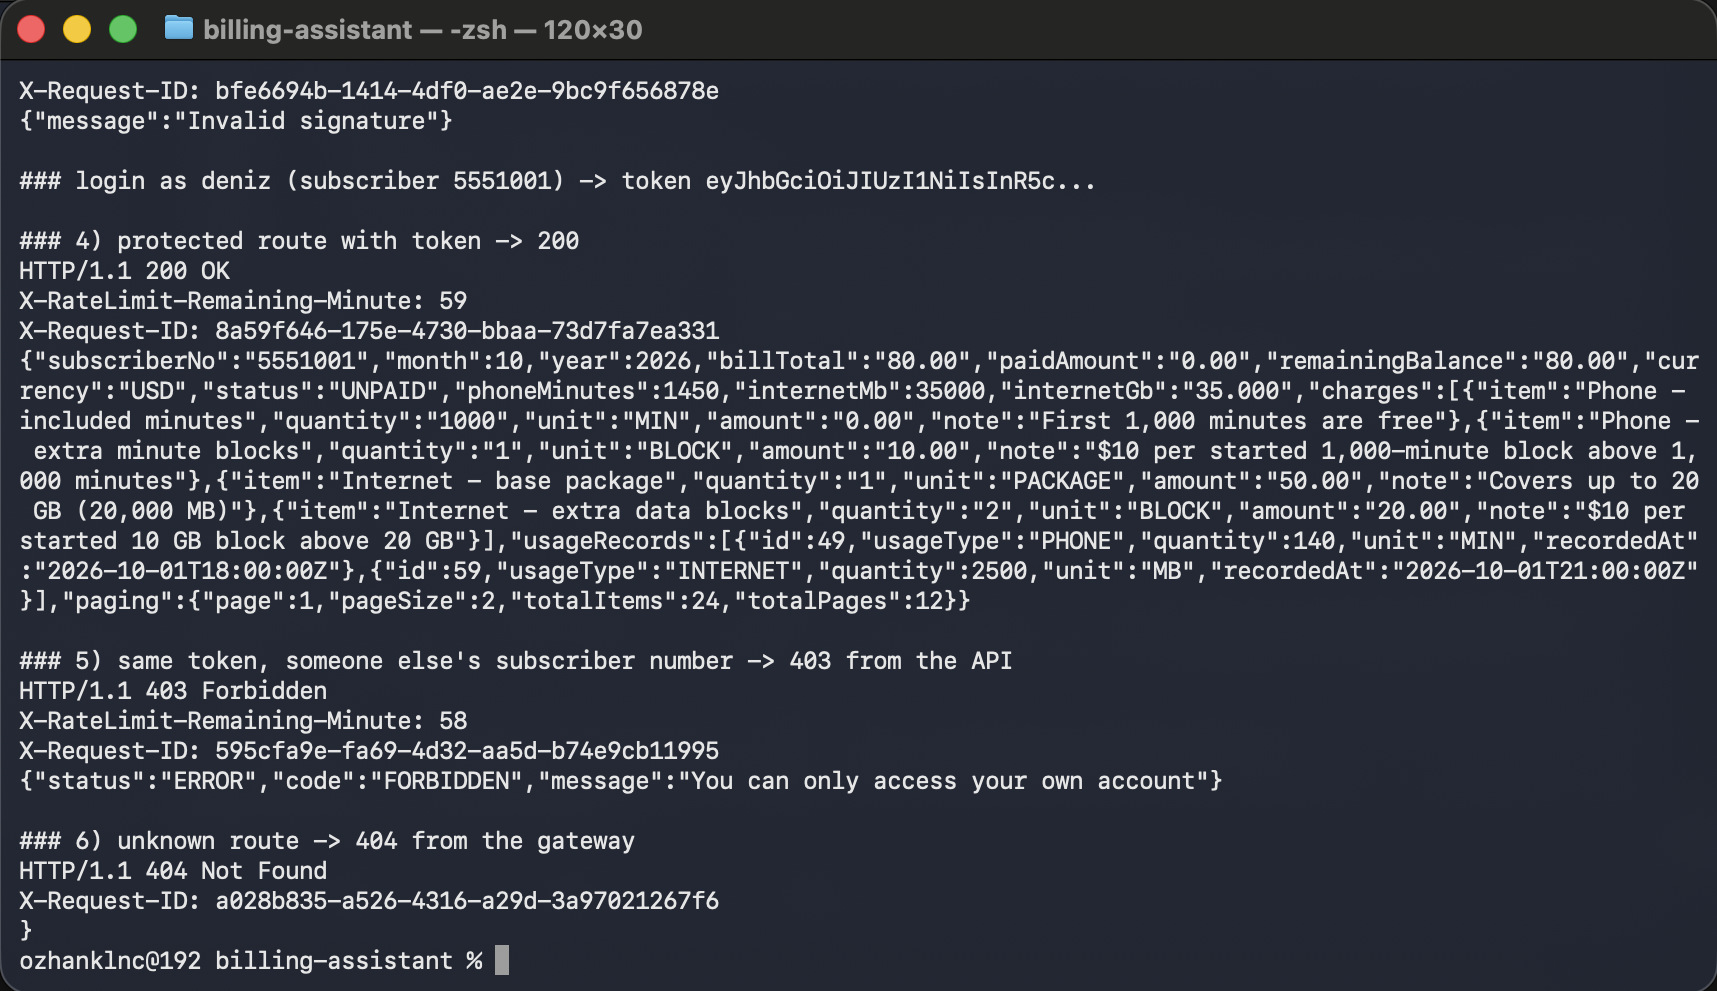 billing-assistant — -zsh — 120×30
X-Request-ID: bfe6694b-1414-4df0-ae2e-9bc9f656878e
{"message":"Invalid signature"}
### login as deniz (subscriber 5551001) -> token eyJhbGciOiJIUzI1NiIsInR5c...
### 4) protected route with token -> 200
HTTP/1.1 200 OK
X-RateLimit-Remaining-Minute: 59
X-Request-ID: 8a59f646-175e-4730-bbaa-73d7fa7ea331
{"subscriberNo":"5551001","month":10,"year":2026,"billTotal":"80.00","paidAmount":"0.00","remainingBalance":"80.00","cur
rency":"USD","status":"UNPAID","phoneMinutes":1450,"internetMb":35000,"internetGb":"35.000","charges":[{"item":"Phone -
included minutes","quantity":"1000","unit":"MIN","amount":"0.00","note":"First 1,000 minutes are free"},{"item":"Phone -
 extra minute blocks","quantity":"1","unit":"BLOCK","amount":"10.00","note":"$10 per started 1,000-minute block above 1,
000 minutes"},{"item":"Internet - base package","quantity":"1","unit":"PACKAGE","amount":"50.00","note":"Covers up to 20
 GB (20,000 MB)"},{"item":"Internet - extra data blocks","quantity":"2","unit":"BLOCK","amount":"20.00","note":"$10 per
started 10 GB block above 20 GB"}],"usageRecords":[{"id":49,"usageType":"PHONE","quantity":140,"unit":"MIN","recordedAt"
:"2026-10-01T18:00:00Z"},{"id":59,"usageType":"INTERNET","quantity":2500,"unit":"MB","recordedAt":"2026-10-01T21:00:00Z"
}],"paging":{"page":1,"pageSize":2,"totalItems":24,"totalPages":12}}
### 5) same token, someone else's subscriber number -> 403 from the API
HTTP/1.1 403 Forbidden
X-RateLimit-Remaining-Minute: 58
X-Request-ID: 595cfa9e-fa69-4d32-aa5d-b74e9cb11995
{"status":"ERROR","code":"FORBIDDEN","message":"You can only access your own account"}
### 6) unknown route -> 404 from the gateway
HTTP/1.1 404 Not Found
X-Request-ID: a028b835-a526-4316-a29d-3a97021267f6
}
ozhanklnc@192 billing-assistant %